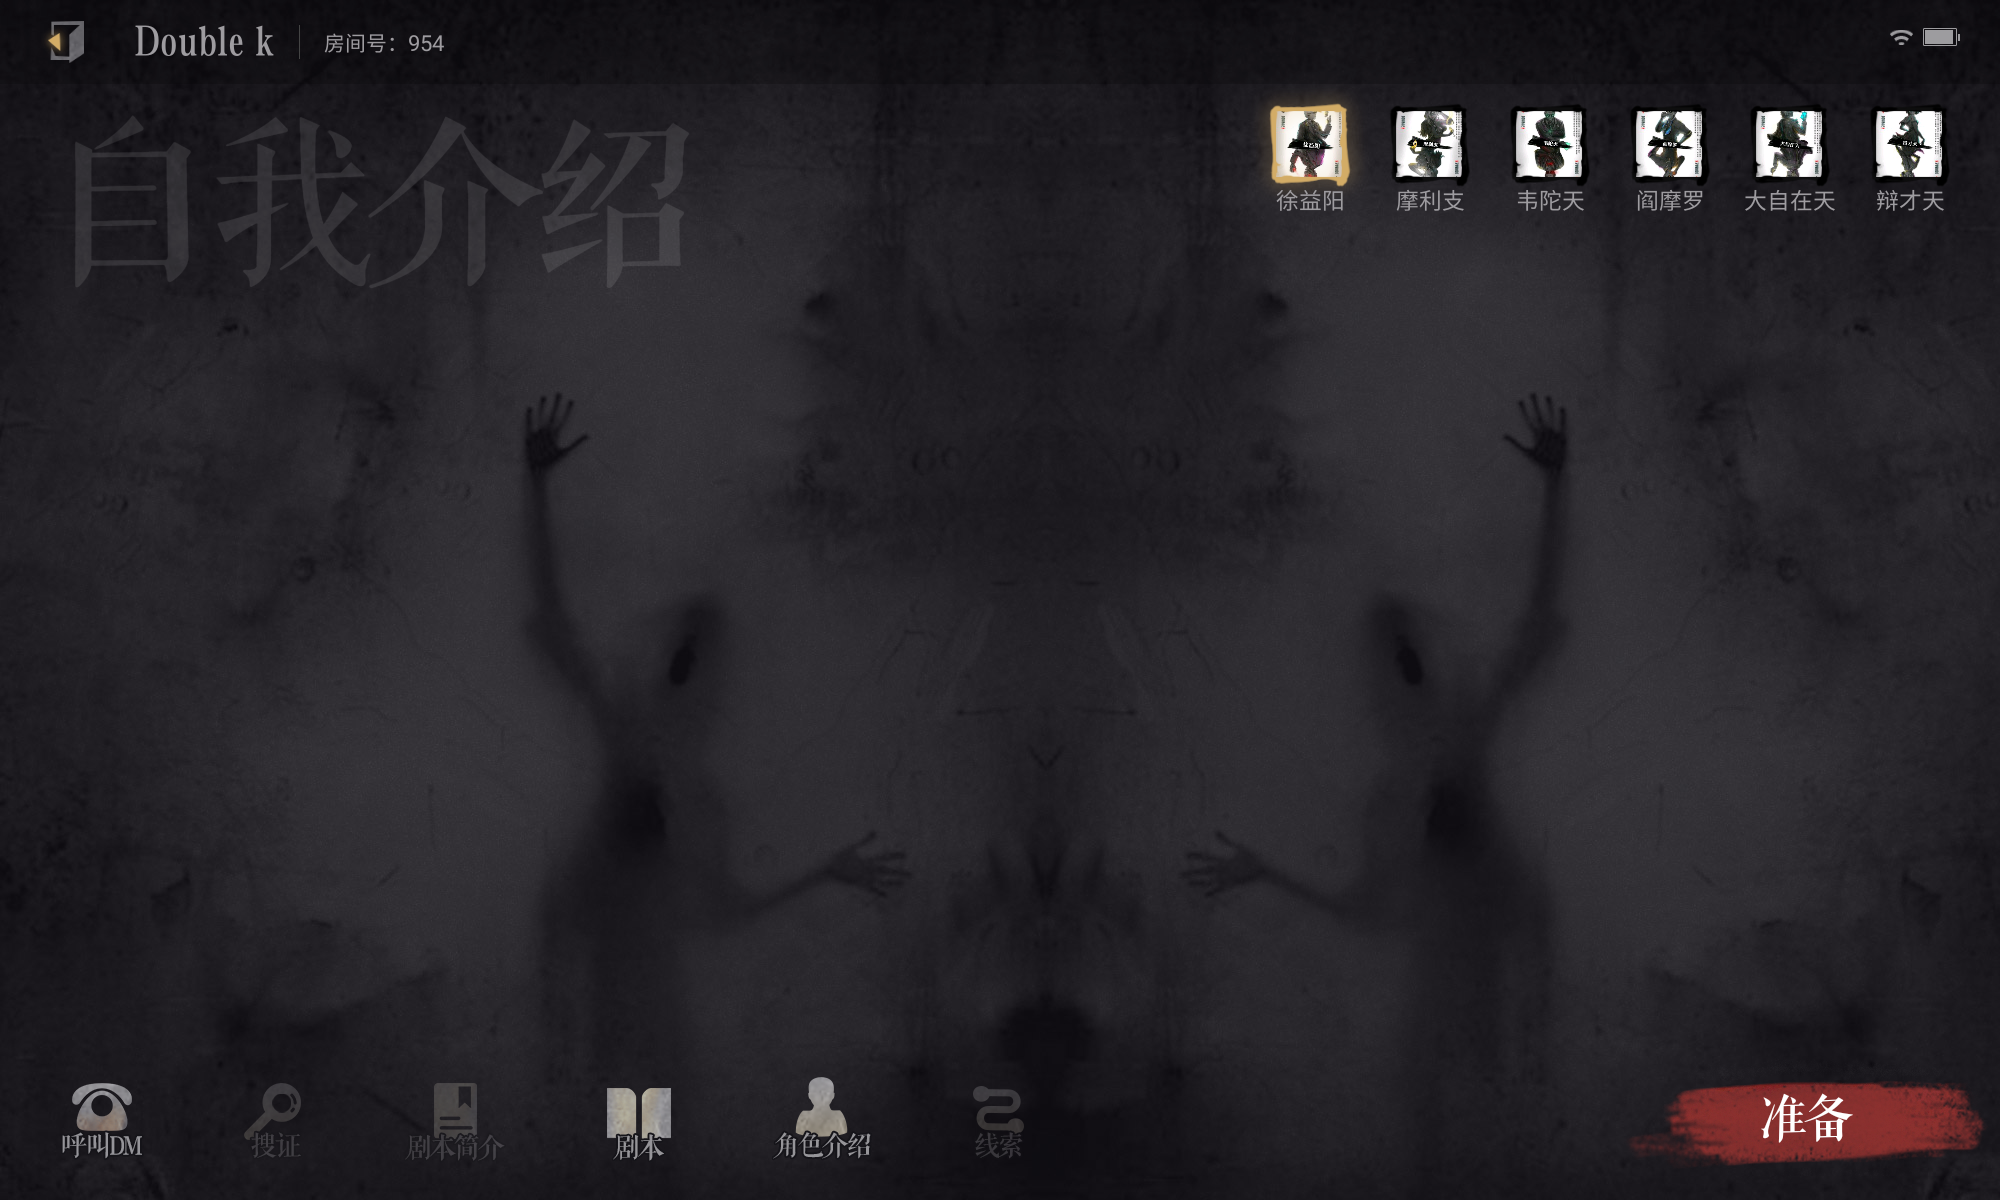 Double k
房间号：954
自我介绍
徐益阳
摩利支
韦陀天
阎摩罗
大自在天
辩才天
呼叫DM
搜证
剧本简介
剧本
角色介绍
线索
准备